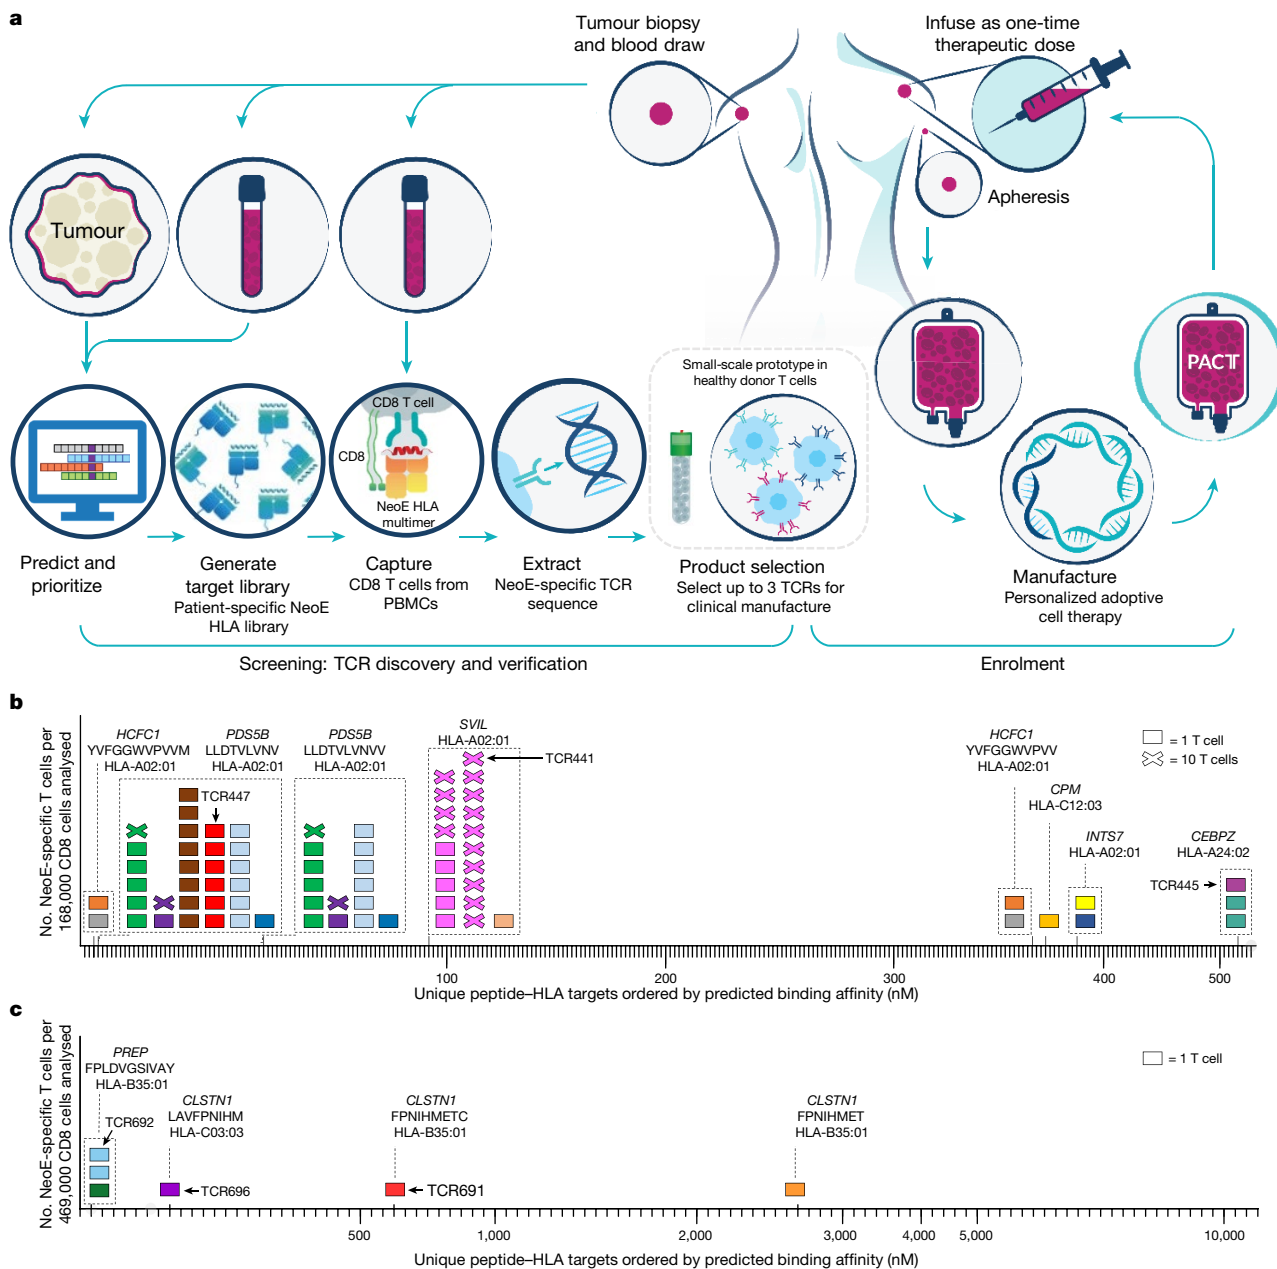 a
Tumour biopsy
and blood draw
Infuse as one-time
therapeutic dose
Apheresis
Tumour
PACT
Small-scale prototype in
healthy donor T cells
CD8 T cell
CD8
NeoE HLA
multimer
Predict and
prioritize
Generate
target library
Patient-specific NeoE
HLA library
Capture
CD8 T cells from
PBMCs
Extract
NeoE-specific TCR
sequence
Product selection
Select up to 3 TCRs for
clinical manufacture
Manufacture
Personalized adoptive
cell therapy
Screening: TCR discovery and verification
Enrolment
b
No. NeoE-specific T cells per
168,000 CD8 cells analysed
HCFC1
YVFGGWVPVVM
HLA-A02:01
PDS5B
LLDTVLVNV
HLA-A02:01
PDS5B
LLDTVLVNVV
HLA-A02:01
SVIL
HLA-A02:01
TCR441
TCR447
HCFC1
YVFGGWVPVV
HLA-A02:01
CPM
HLA-C12:03
INTS7
HLA-A02:01
CEBPZ
HLA-A24:02
TCR445
= 1 T cell
= 10 T cells
100
200
300
400
500
Unique peptide–HLA targets ordered by predicted binding affinity (nM)
c
No. NeoE-specific T cells per
469,000 CD8 cells analysed
PREP
FPLDVGSIVAY
HLA-B35:01
TCR692
CLSTN1
LAVFPNIHM
HLA-C03:03
TCR696
CLSTN1
FPNIHMETC
HLA-B35:01
TCR691
CLSTN1
FPNIHMET
HLA-B35:01
= 1 T cell
500
1,000
2,000
3,000
4,000
5,000
10,000
Unique peptide–HLA targets ordered by predicted binding affinity (nM)